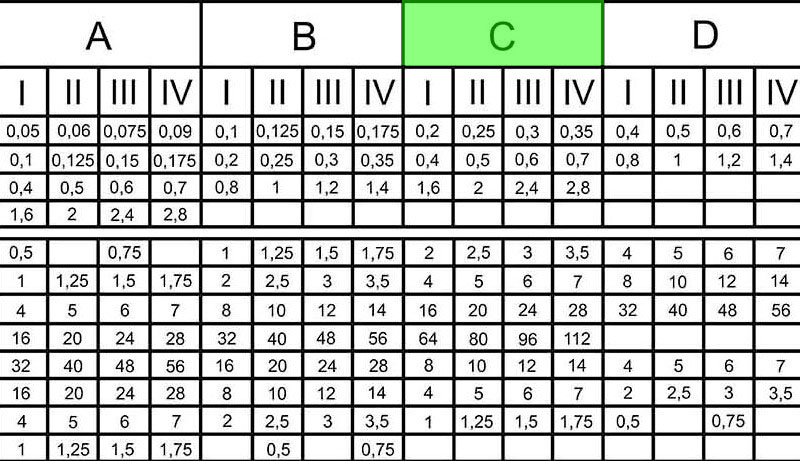 A B C D
I II III IV I II III IV I II III IV I II III IV
0,05 0,06 0,075 0,09 0,1 0,125 0,15 0,175 0,2 0,25 0,3 0,35 0,4 0,5 0,6 0,7
0,1 0,125 0,15 0,175 0,2 0,25 0,3 0,35 0,4 0,5 0,6 0,7 0,8 1 1,2 1,4
0,4 0,5 0,6 0,7 0,8 1 1,2 1,4 1,6 2 2,4 2,8
1,6 2 2,4 2,8
0,5 0,75 1 1,25 1,5 1,75 2 2,5 3 3,5 4 5 6 7
1 1,25 1,5 1,75 2 2,5 3 3,5 4 5 6 7 8 10 12 14
4 5 6 7 8 10 12 14 16 20 24 28 32 40 48 56
16 20 24 28 32 40 48 56 64 80 96 112
32 40 48 56 16 20 24 28 8 10 12 14 4 5 6 7
16 20 24 28 8 10 12 14 4 5 6 7 2 2,5 3 3,5
4 5 6 7 2 2,5 3 3,5 1 1,25 1,5 1,75 0,5 0,75
1 1,25 1,5 1,75 0,5 0,75